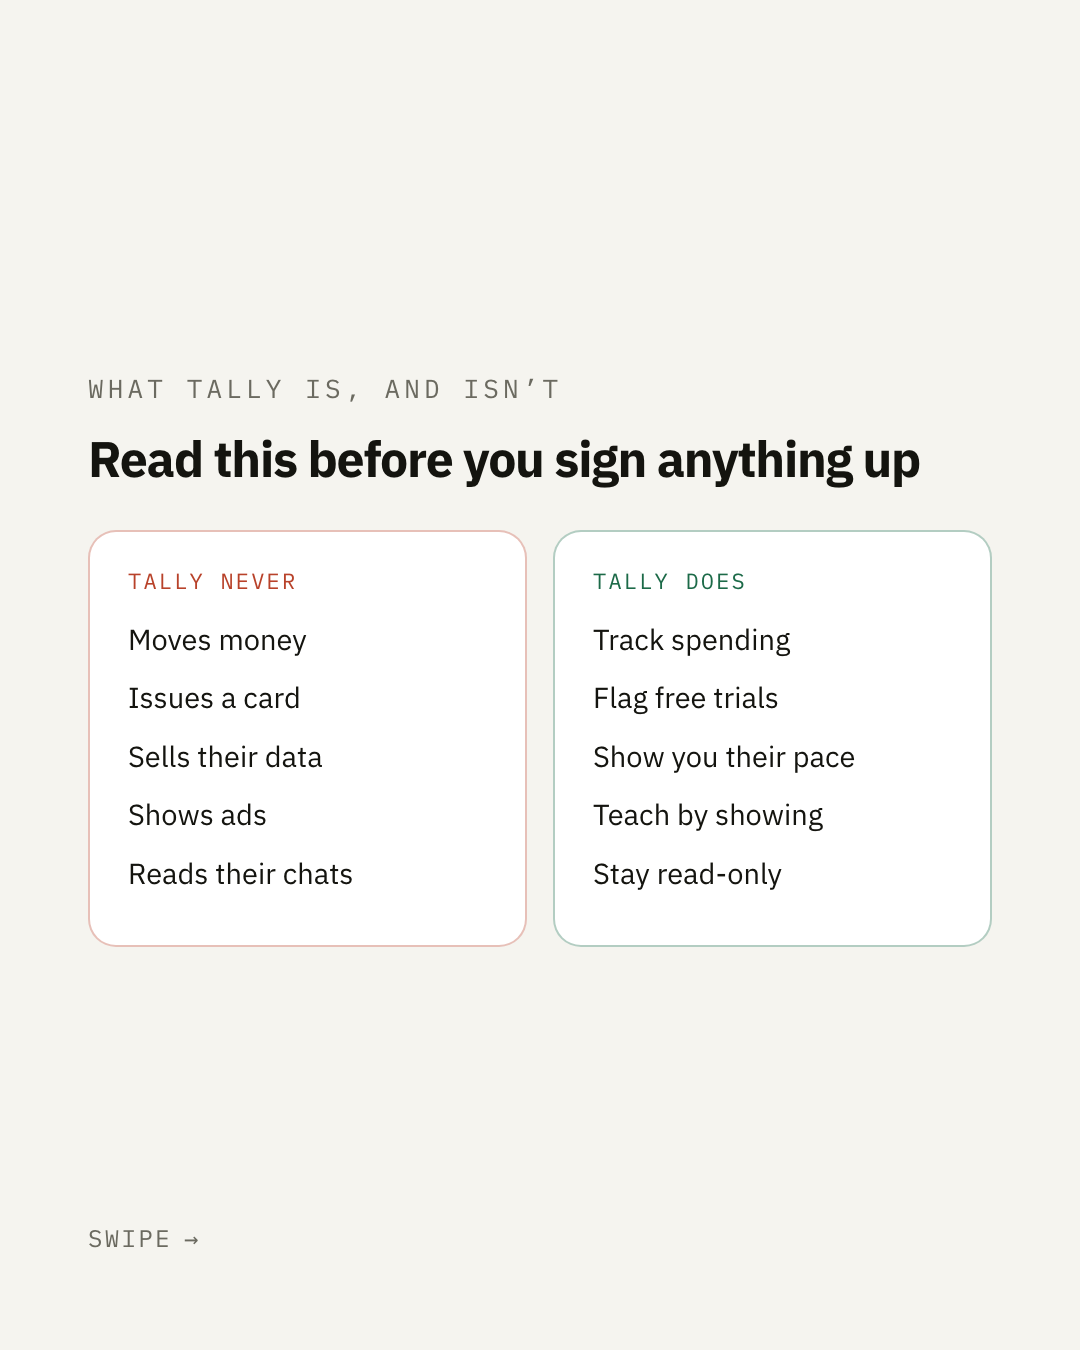 WHAT TALLY IS, AND ISN’T
Read this before you sign anything up
TALLY NEVER
Moves money
Issues a card
Sells their data
Shows ads
Reads their chats
TALLY DOES
Track spending
Flag free trials
Show you their pace
Teach by showing
Stay read-only
SWIPE →